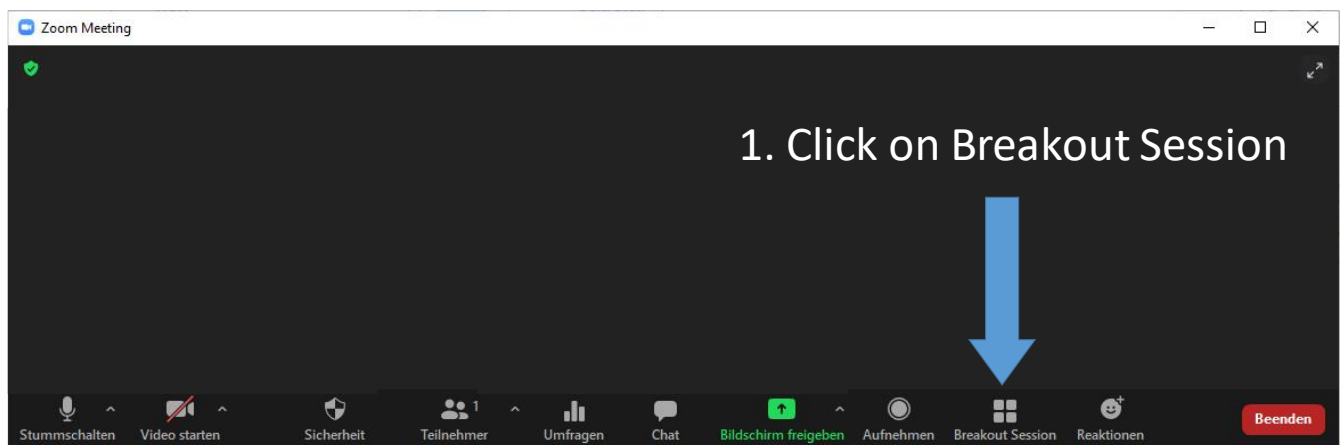 Zoom Meeting
1. Click on Breakout Session
1
Stummschalten Video starten Sicherheit Teilnehmer Umfragen Chat Bildschirm freigeben Aufnehmen Breakout Session Reaktionen Beenden